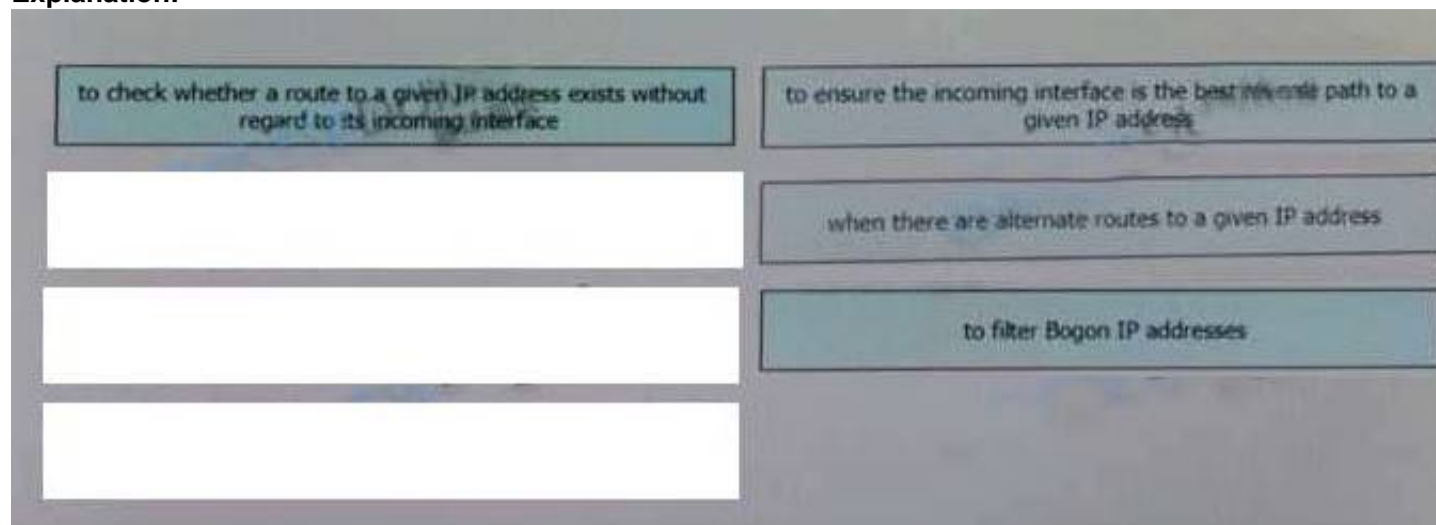 to check whether a route to a given IP address exists without
regard to its incoming interface
to ensure the incoming interface is the best path to a
given IP address
when there are alternate routes to a given IP address
to filter Bogon IP addresses